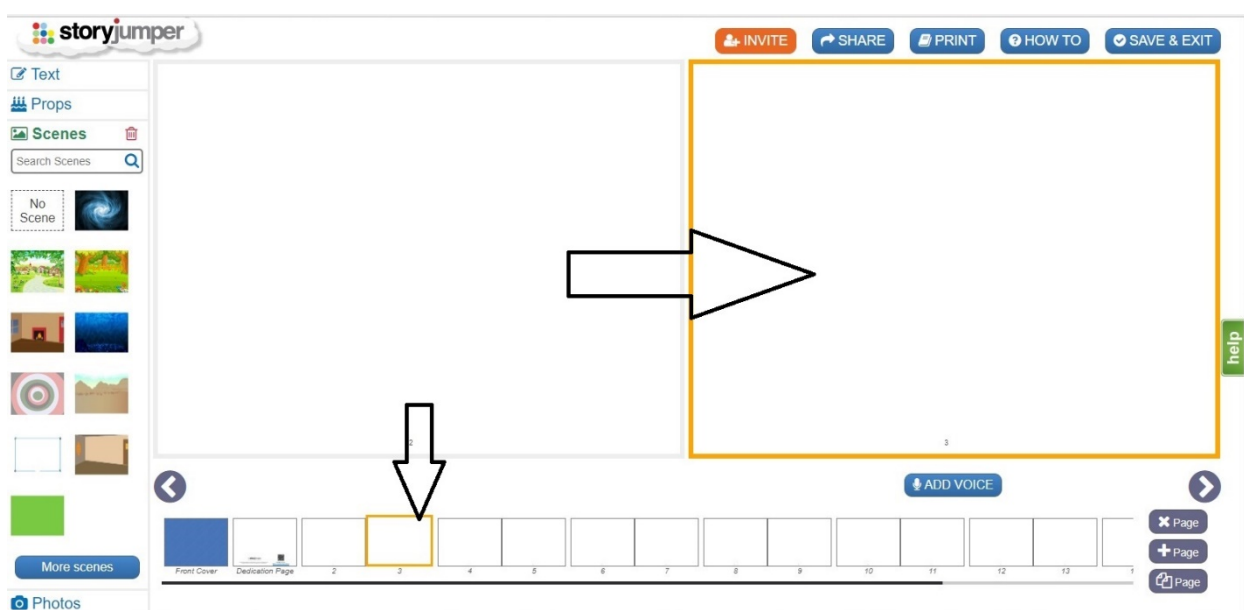 storyjumper
INVITE
SHARE
PRINT
HOW TO
SAVE & EXIT
Text
Props
Scenes
Search Scenes
No
Scene
More scenes
Photos
2
3
ADD VOICE
Front Cover
Dedication Page
2
3
4
5
6
7
8
9
10
11
12
13
1
Page
Page
Page
help